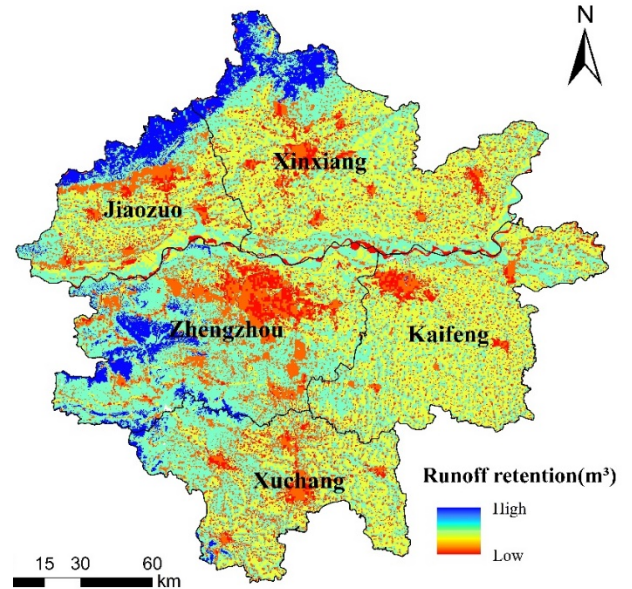 N
Xinxiang
Jiaozuo
Zhengzhou
Kaifeng
Xuchang
Runoff retention(m³)
High
Low
15 30 60
km